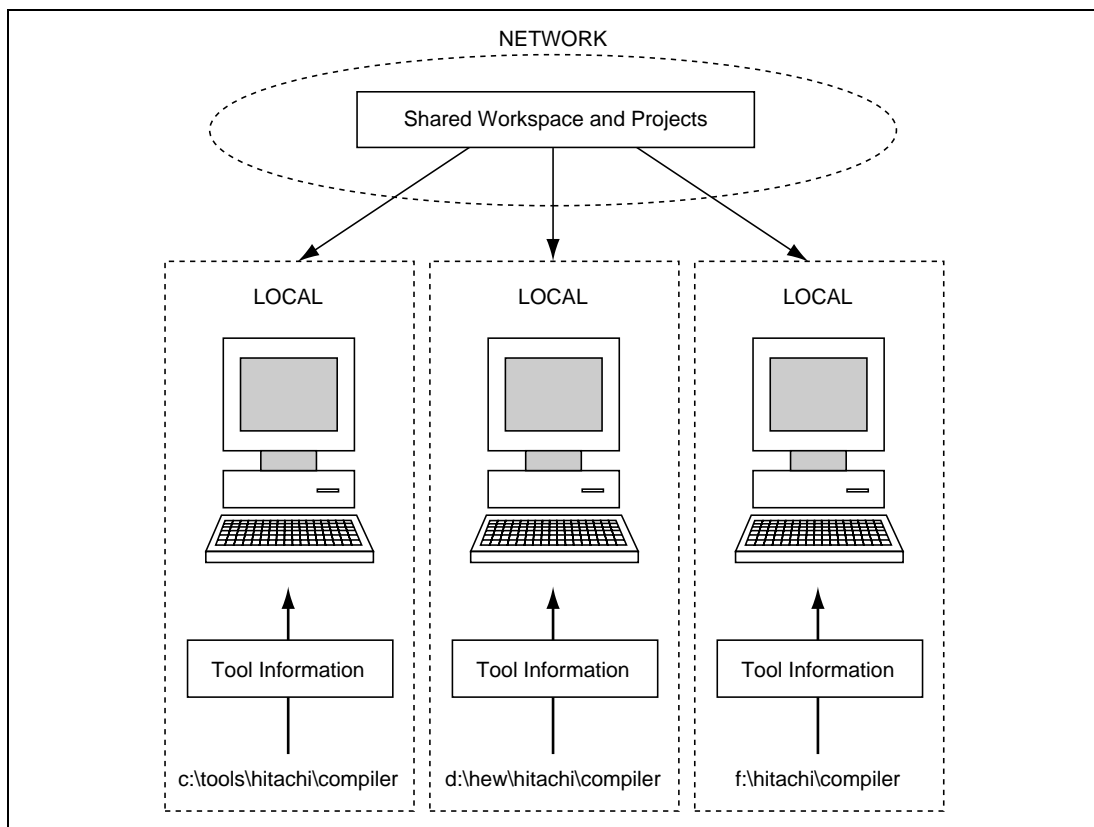 NETWORK
Shared Workspace and Projects
LOCAL
LOCAL
LOCAL
Tool Information
Tool Information
Tool Information
c:\tools\hitachi\compiler
d:\hew\hitachi\compiler
f:\hitachi\compiler